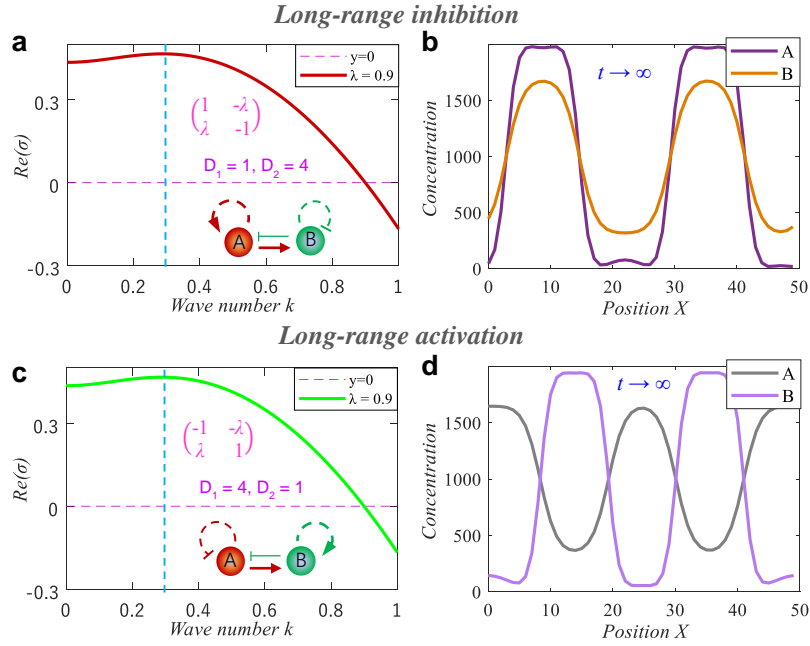 Long-range inhibition
a
y=0
λ = 0.9
0.3
0
-0.3
Re(σ)
1 -λ
λ -1
D1 = 1, D2 = 4
A
B
0 0.2 0.4 0.6 0.8 1
Wave number k
b
t → ∞
A
B
1500
1000
500
0
Concentration
0 10 20 30 40 50
Position X
Long-range activation
c
y=0
λ = 0.9
0.3
0
-0.3
Re(σ)
-1 -λ
λ 1
D1 = 4, D2 = 1
A
B
0 0.2 0.4 0.6 0.8 1
Wave number k
d
t → ∞
A
B
1500
1000
500
0
Concentration
0 10 20 30 40 50
Position X